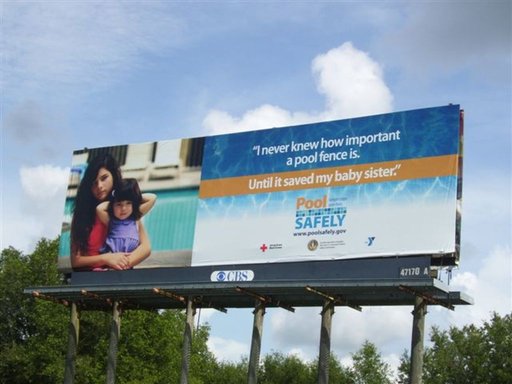 "I never knew how important
a pool fence is.
Until it saved my baby sister."
Pool
SAFELY
www.poolsafely.gov
CBS
47170 A